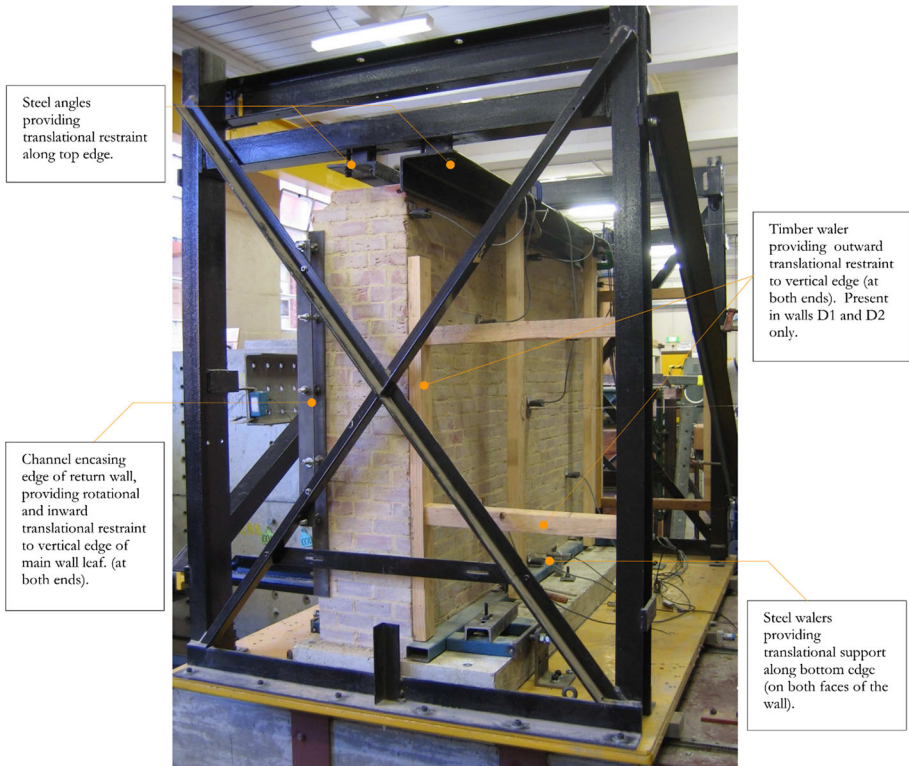 Steel angles
providing
translational restraint
along top edge.
Timber waler
providing outward
translational restraint
to vertical edge (at
both ends). Present
in walls D1 and D2
only.
Channel encasing
edge of return wall,
providing rotational
and inward
translational restraint
to vertical edge of
main wall leaf. (at
both ends).
Steel walers
providing
translational support
along bottom edge
(on both faces of the
wall).